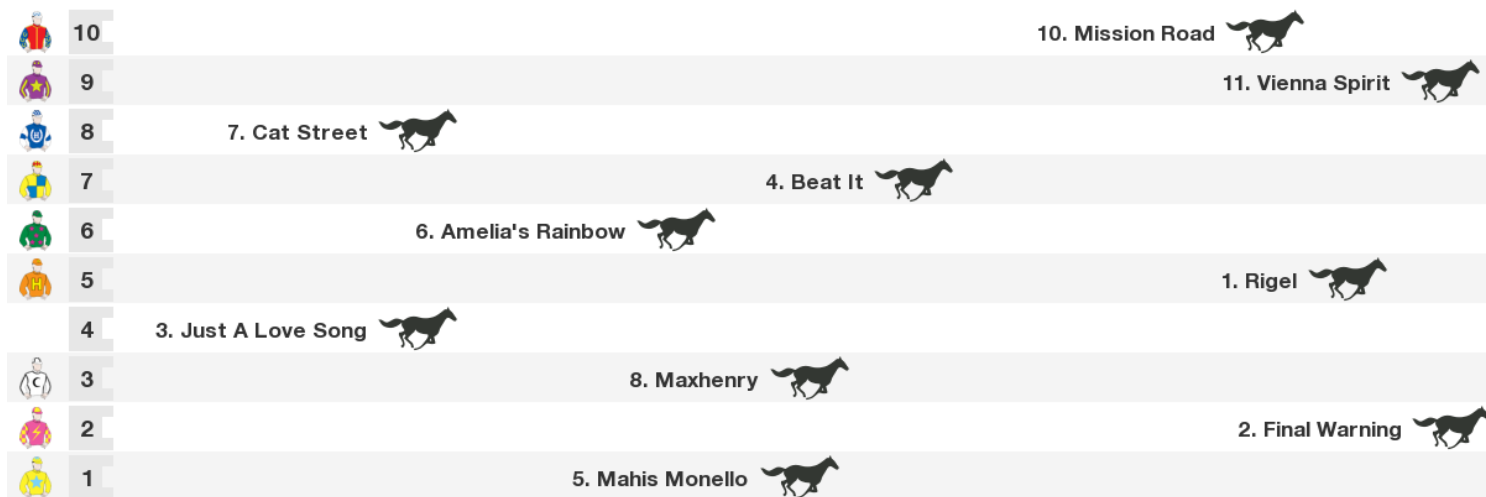 10 10. Mission Road
9 11. Vienna Spirit
8 7. Cat Street
7 4. Beat It
6 6. Amelia's Rainbow
H 5 1. Rigel
4 3. Just A Love Song
C 3 8. Maxhenry
2 2. Final Warning
1 5. Mahis Monello